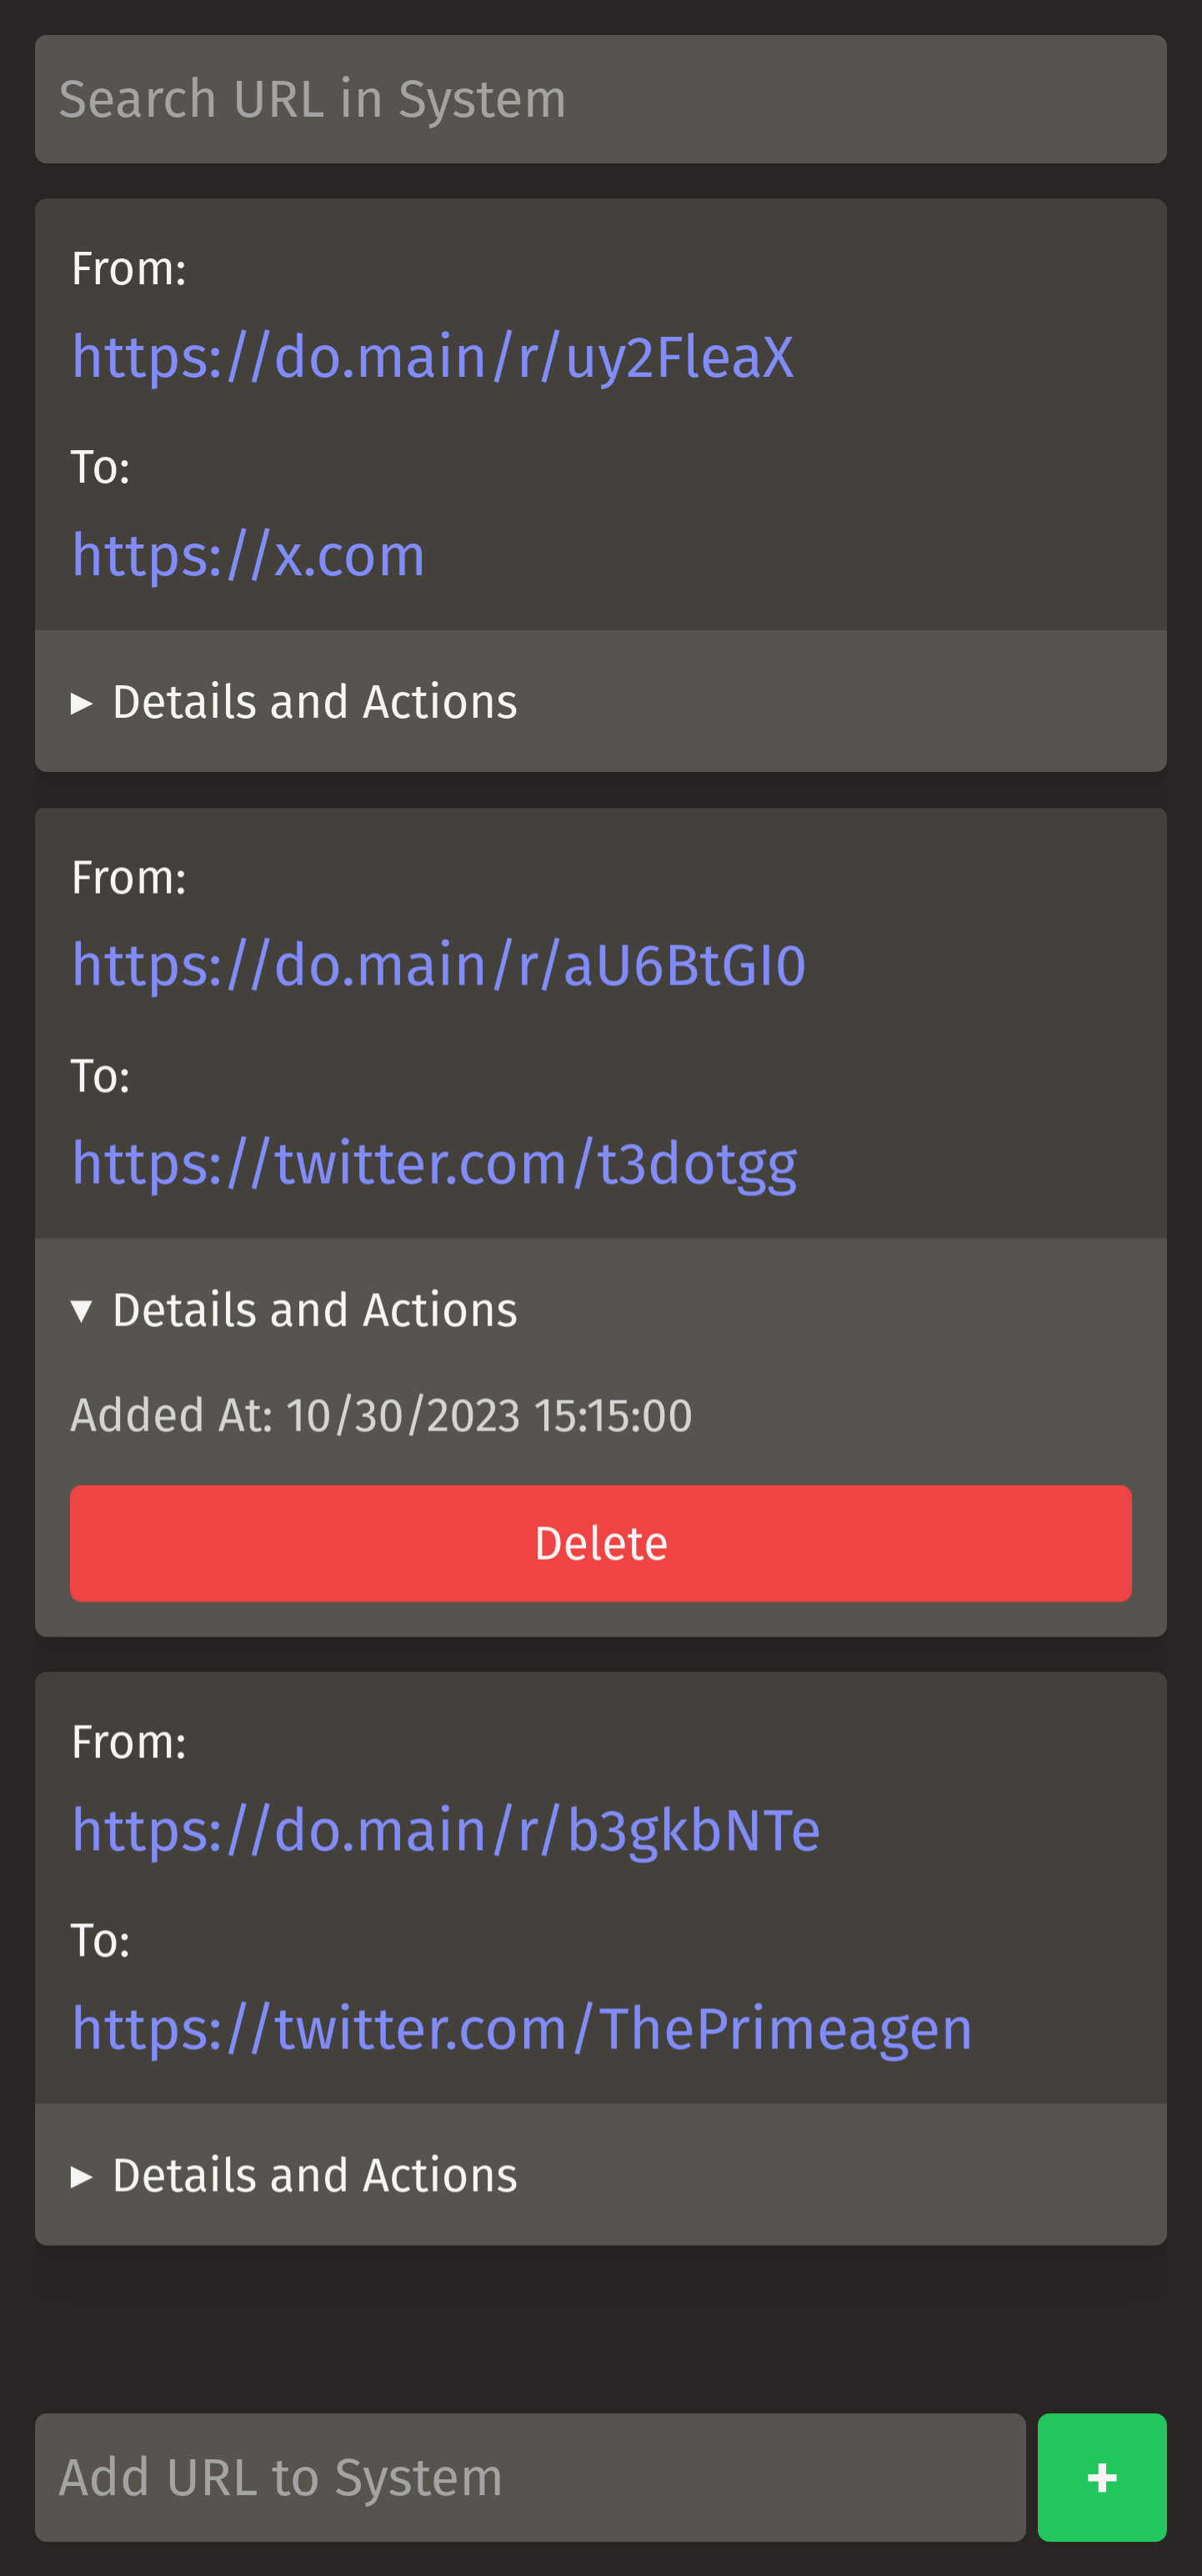 Search URL in System
From:
https://do.main/r/uy2FleaX
To:
https://x.com
▸ Details and Actions
From:
https://do.main/r/aU6BtGI0
To:
https://twitter.com/t3dotgg
▾ Details and Actions
Added At: 10/30/2023 15:15:00
Delete
From:
https://do.main/r/b3gkbNTe
To:
https://twitter.com/ThePrimeagen
▸ Details and Actions
Add URL to System
+